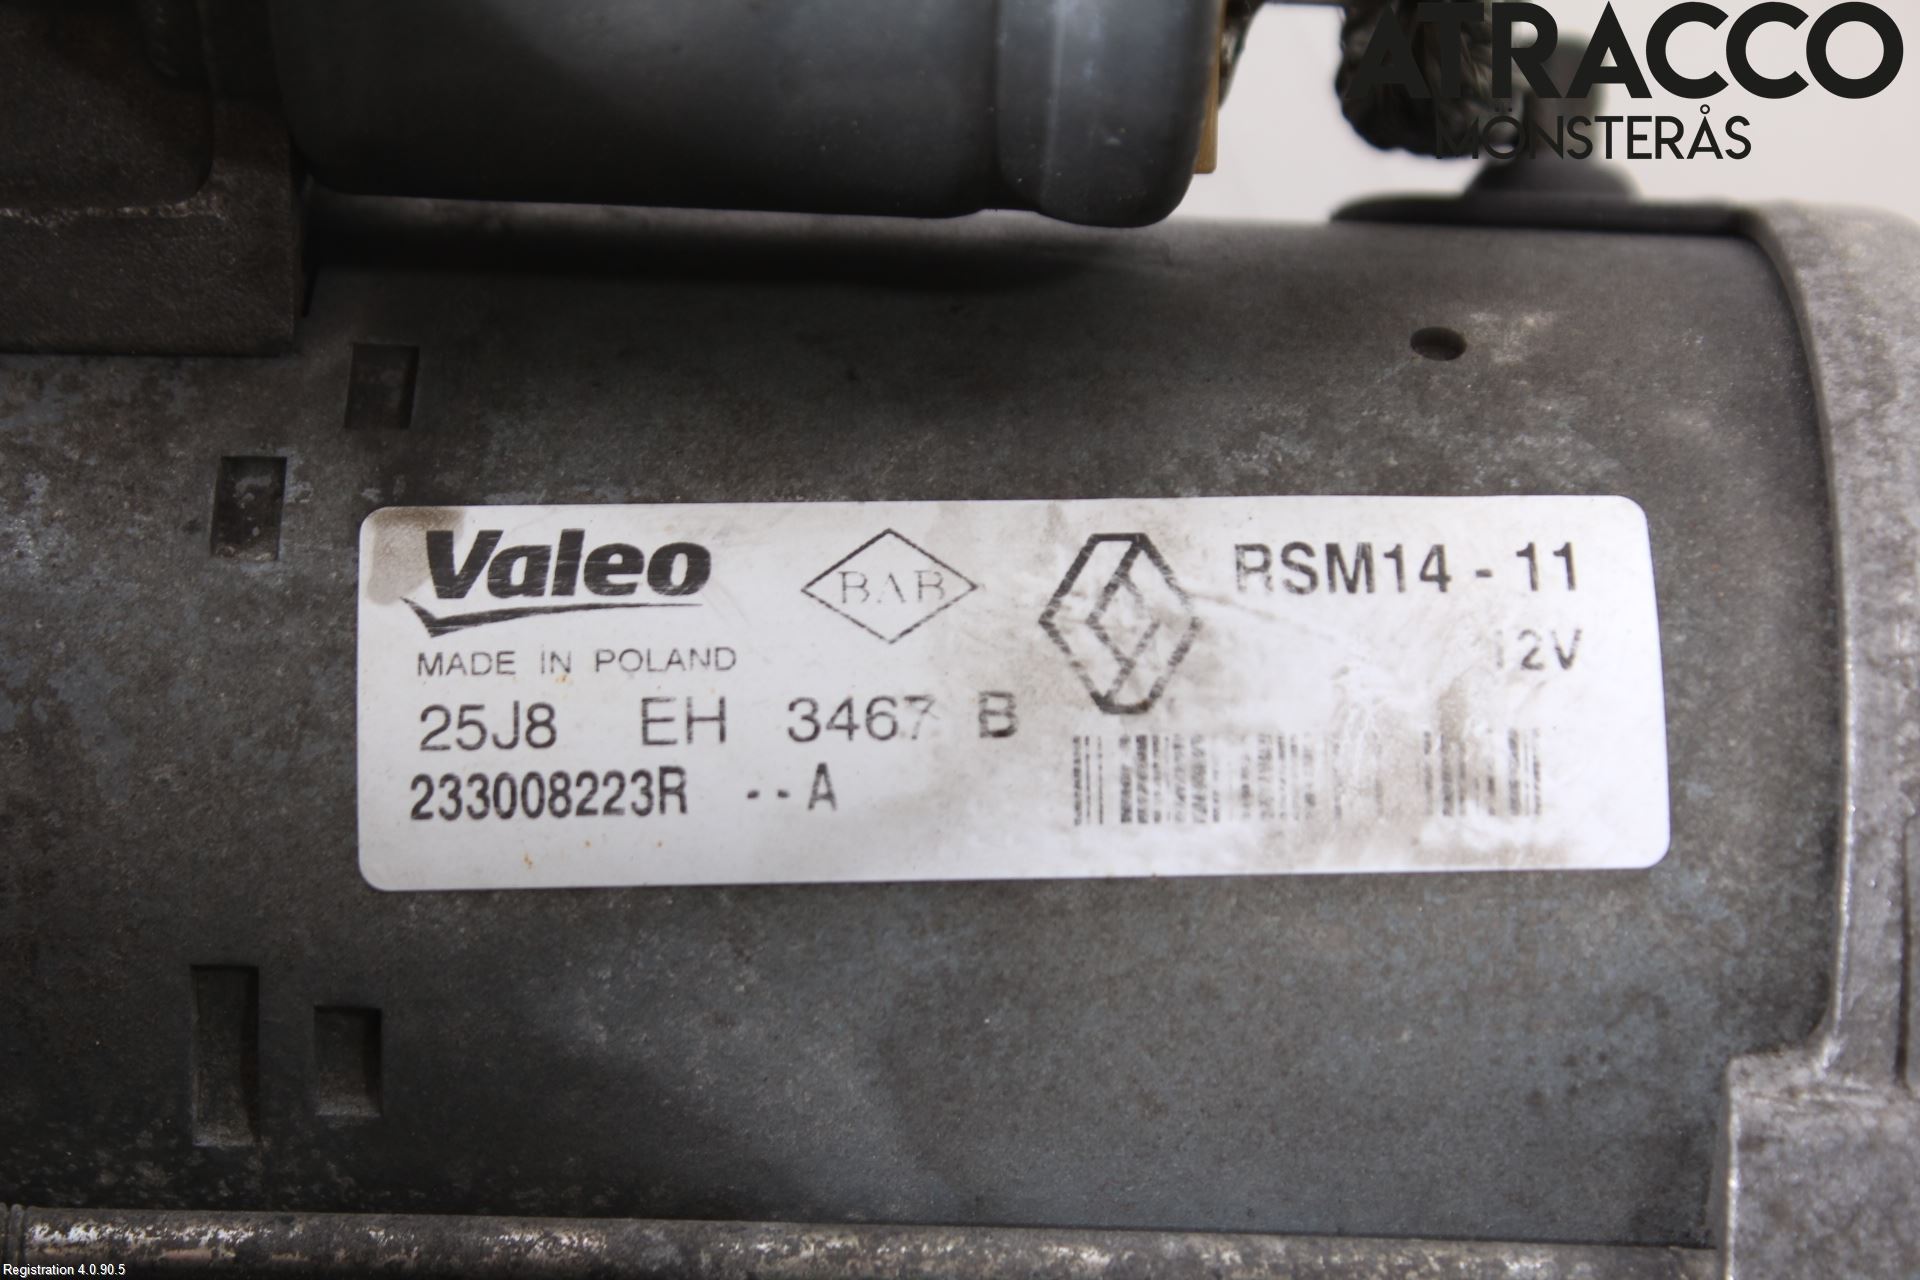 ATRACCO
MÖNSTERÅS
Valeo
BAB
RSM14 - 11
12V
MADE IN POLAND
25J8 EH 3467 B
233008223R --A
Registration 4.0.90.5